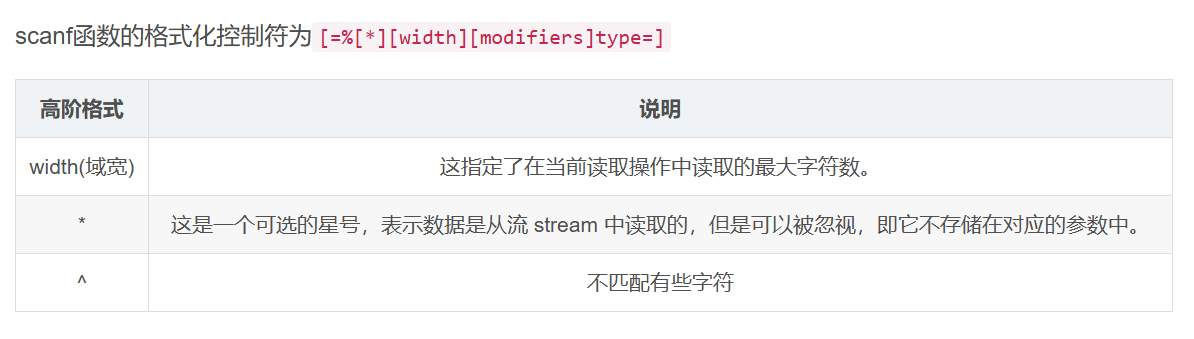 scanf函数的格式化控制符为[=%[*][width][modifiers]type=]
高阶格式 说明
width(域宽) 这指定了在当前读取操作中读取的最大字符数。
* 这是一个可选的星号，表示数据是从流 stream 中读取的，但是可以被忽视，即它不存储在对应的参数中。
^ 不匹配有些字符